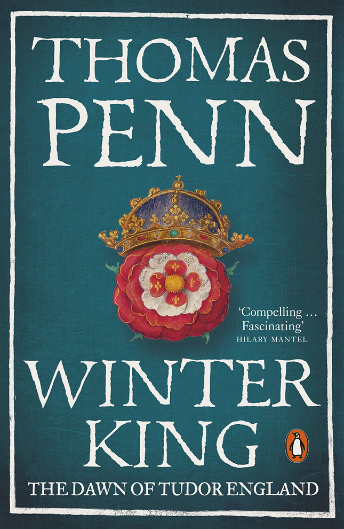 THOMAS
PENN
‘Compelling ...
Fascinating’
HILARY MANTEL
WINTER
KING
THE DAWN OF TUDOR ENGLAND